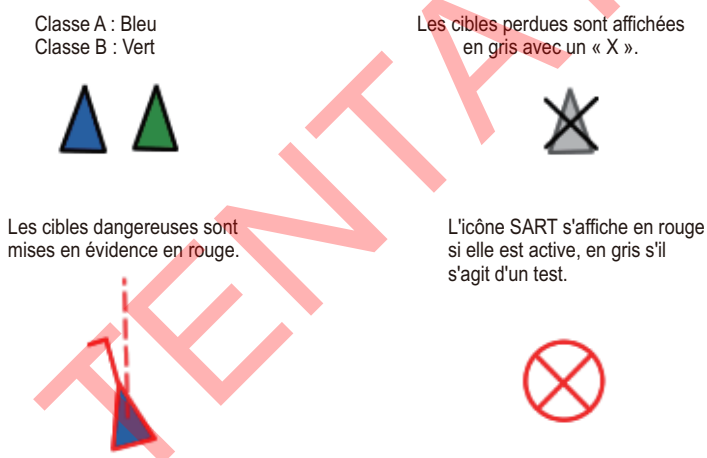 Classe A : Bleu
Classe B : Vert
Les cibles perdues sont affichées
en gris avec un « X ».
Les cibles dangereuses sont
mises en évidence en rouge.
L'icône SART s'affiche en rouge
si elle est active, en gris s'il
s'agit d'un test.
TENTA